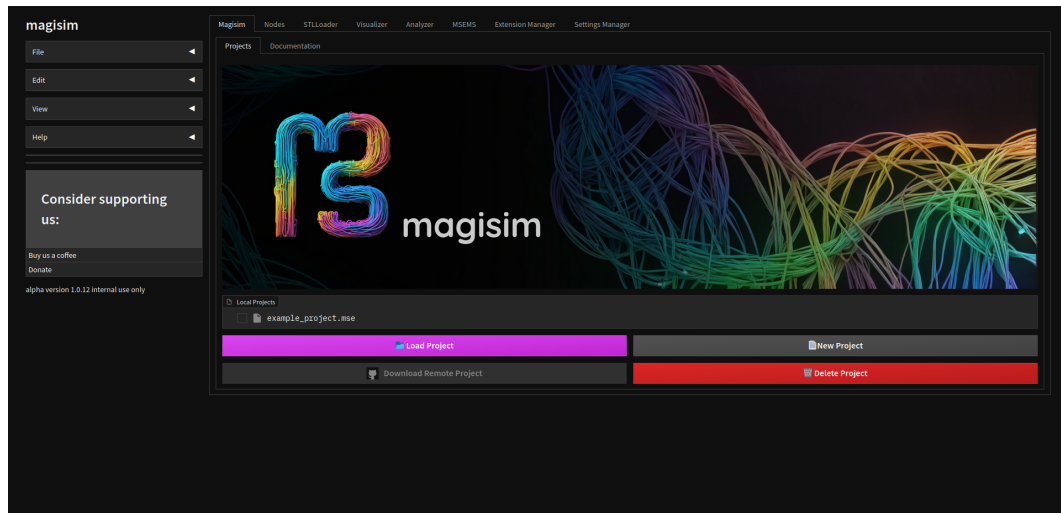 magisim
File
Edit
View
Help
Consider supporting
us:
Buy us a coffee
Donate
alpha version 1.0.12 internal use only
Magisim Nodes STLLoader Visualizer Analyzer MSEMS Extension Manager Settings Manager
Projects Documentation
magisim
Local Projects
example_project.mse
Load Project
New Project
Download Remote Project
Delete Project